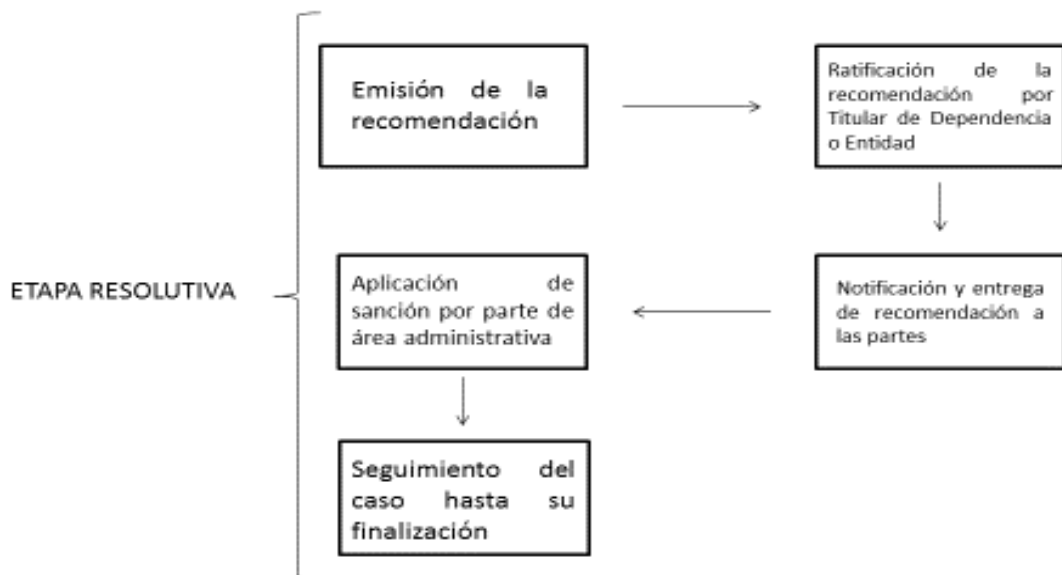 Emisión de la
recomendación
Ratificación de la
recomendación por
Titular de Dependencia
o Entidad
ETAPA RESOLUTIVA
Aplicación de
sanción por parte de
área administrativa
Notificación y entrega
de recomendación a
las partes
Seguimiento del
caso hasta su
finalización